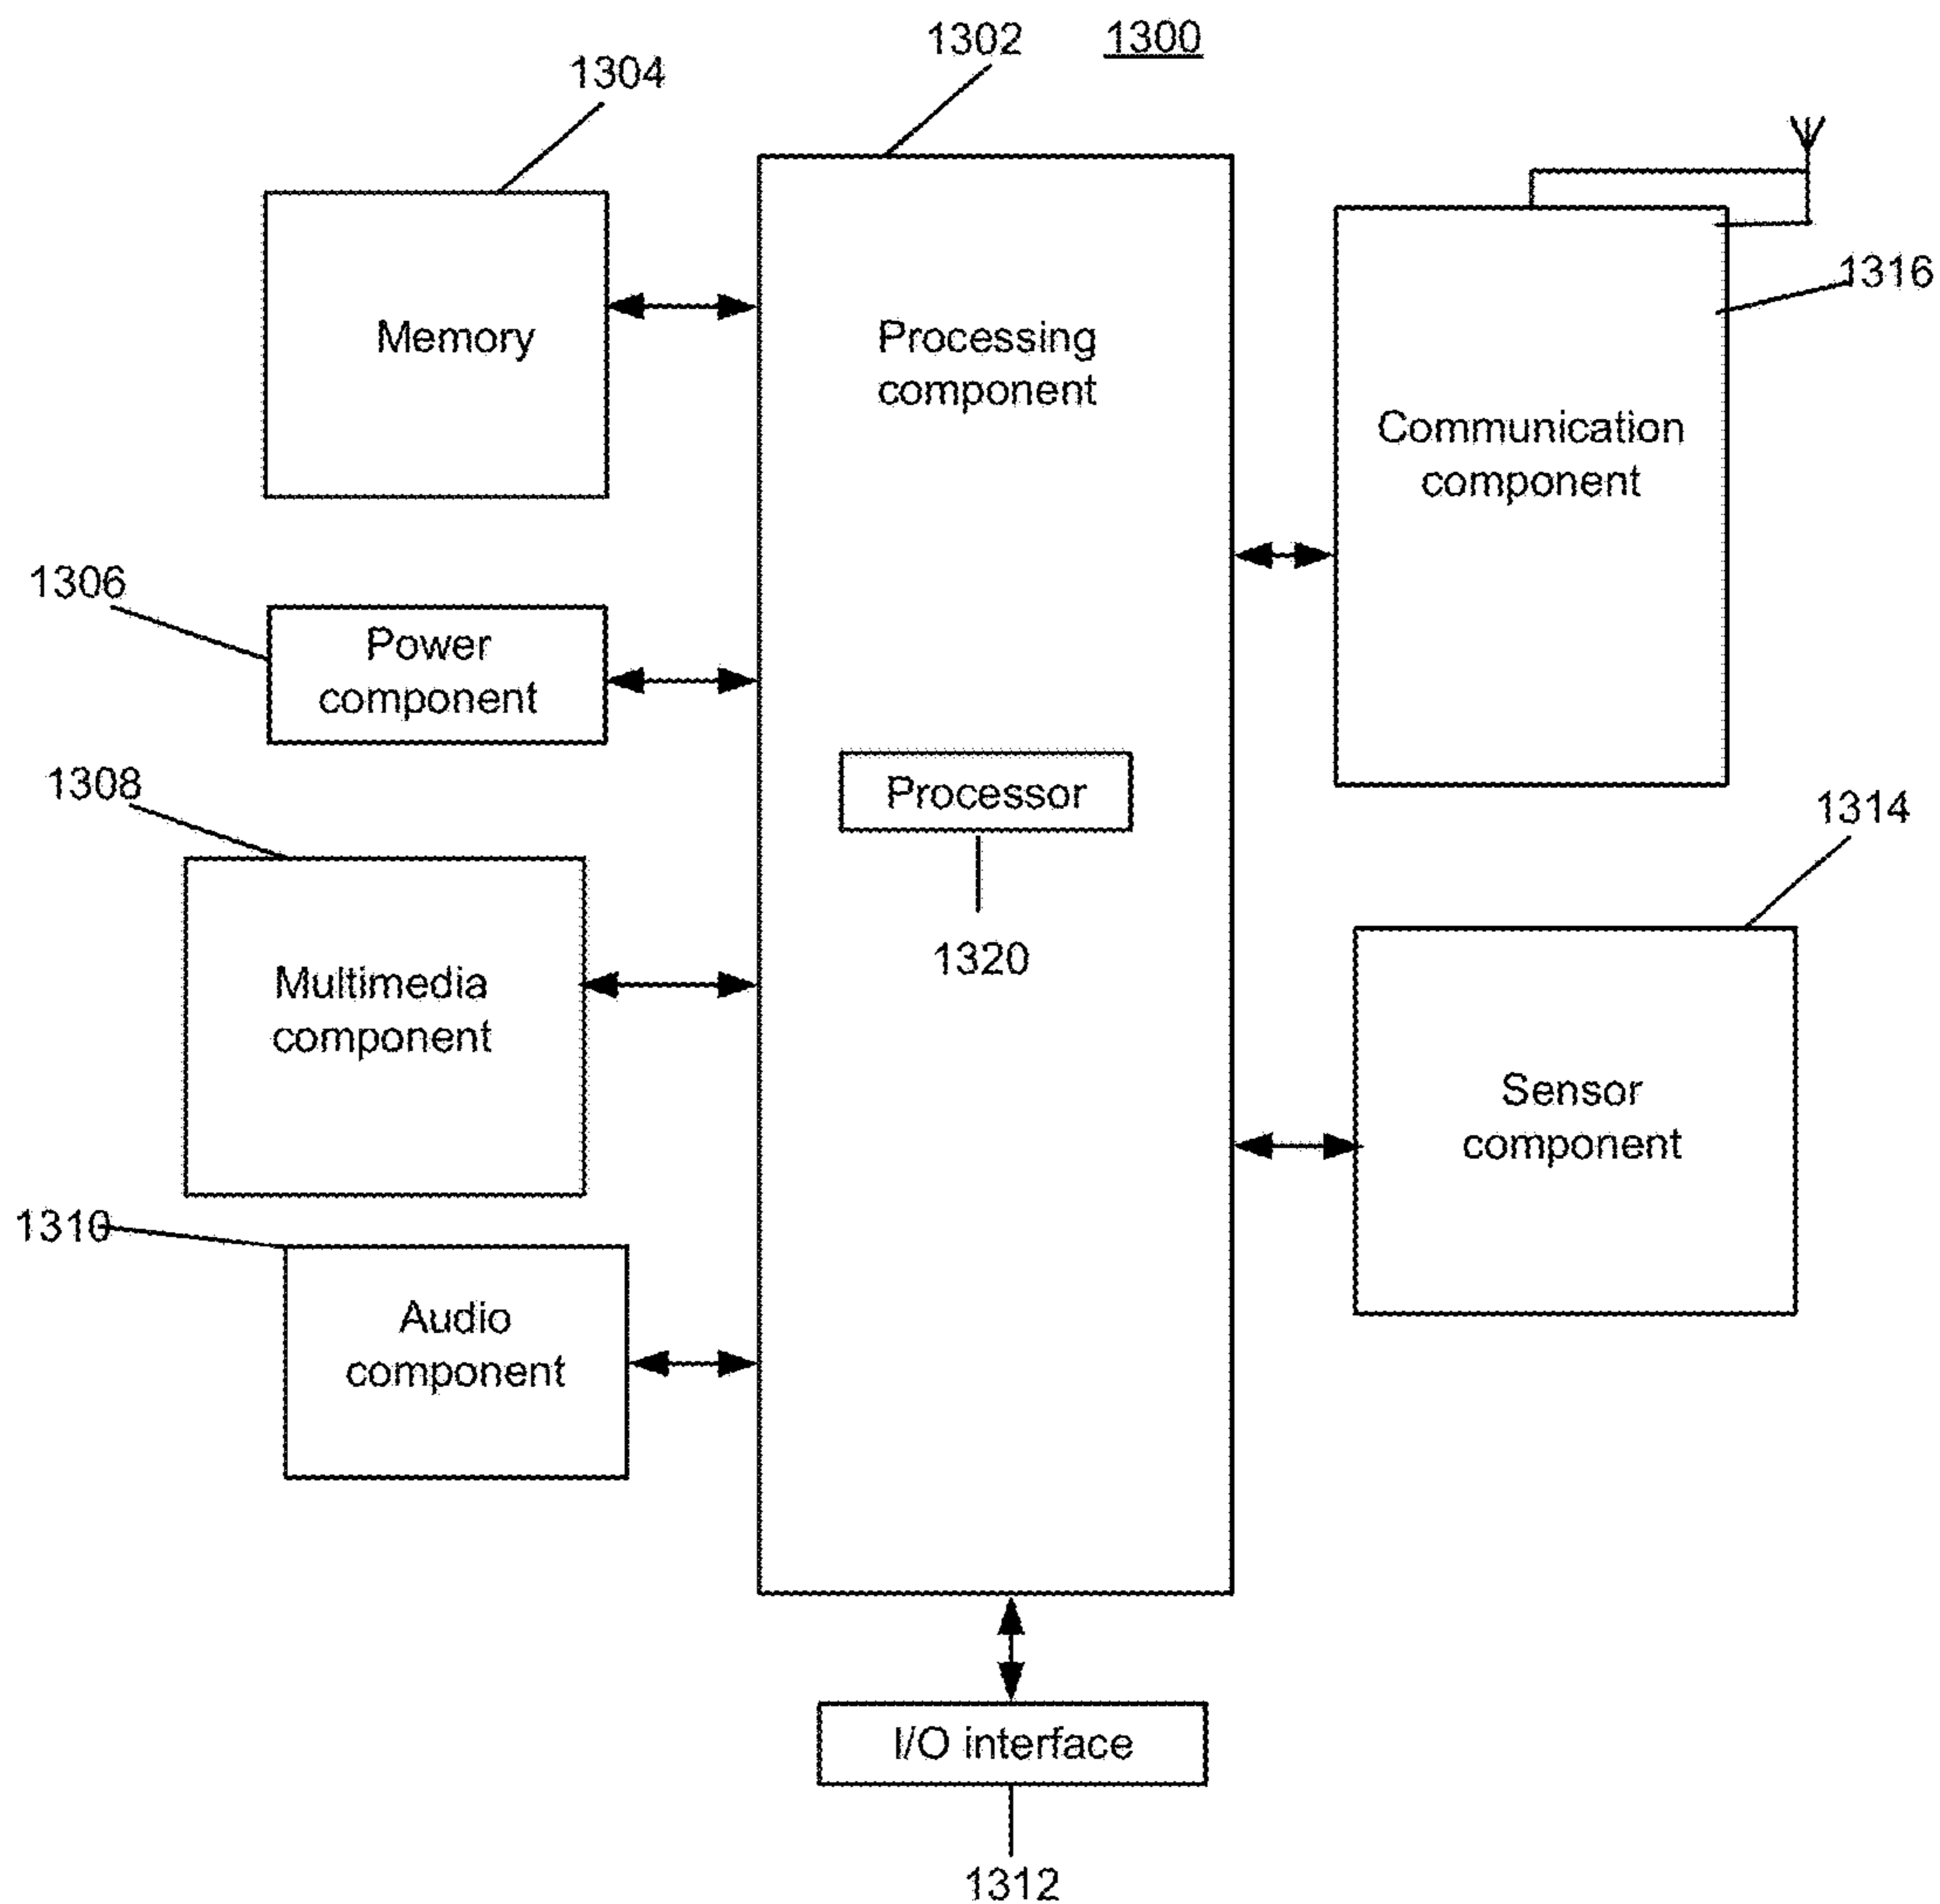 1302
1300
1304
1316
Memory
Processing
component
Communication
component
1306
Power
component
1308
Processor
1314
1320
Multimedia
component
Sensor
component
1310
Audio
component
I/O interface
1312